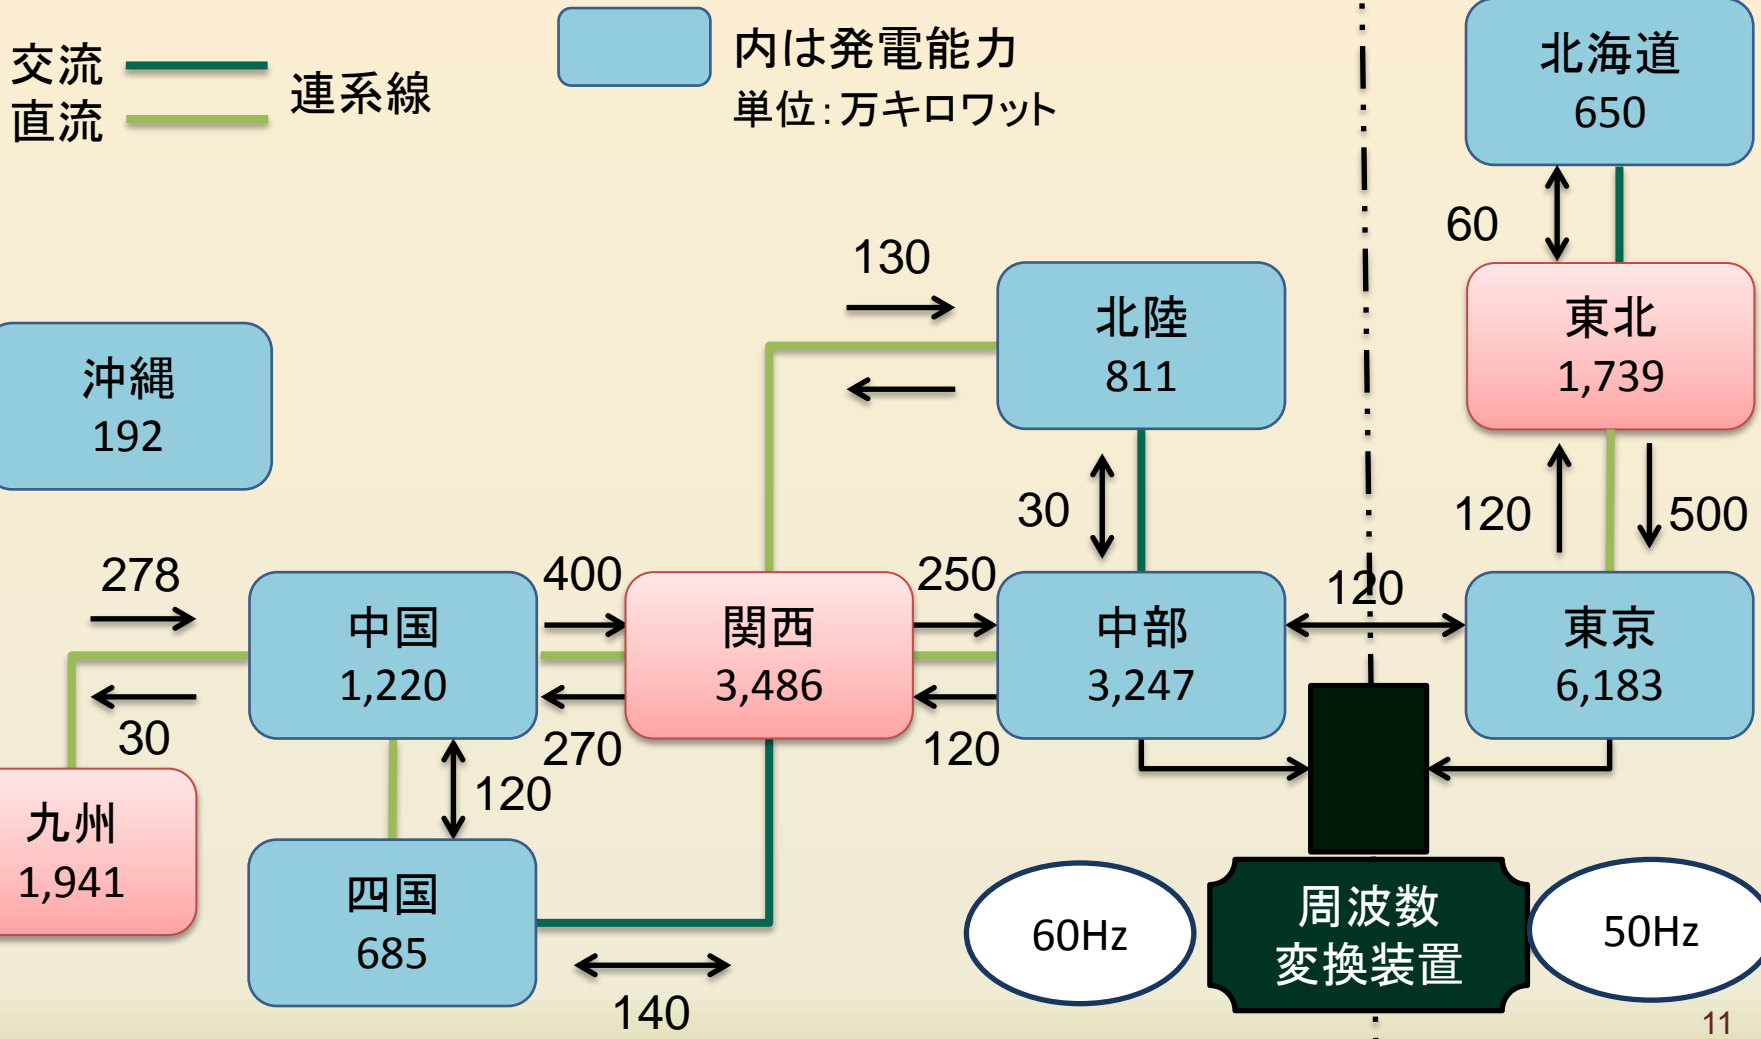 交流
直流
連系線
内は発電能力
単位：万キロワット
北海道
650
60
130
北陸
811
東北
1,739
沖縄
192
30
120
500
278
400
250
120
中国
1,220
関西
3,486
中部
3,247
東京
6,183
30
270
120
120
九州
1,941
四国
685
140
60Hz
周波数
変換装置
50Hz
11